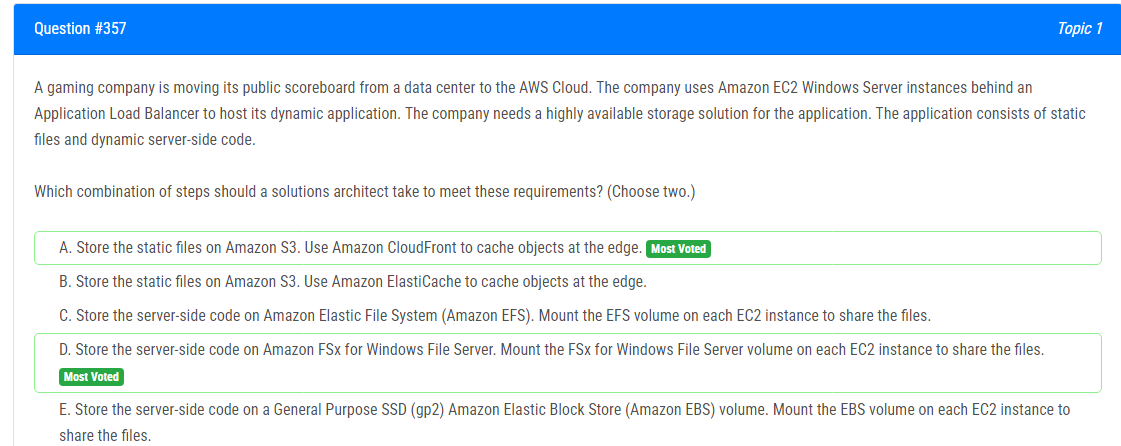 Question #357
Topic 1
A gaming company is moving its public scoreboard from a data center to the AWS Cloud. The company uses Amazon EC2 Windows Server instances behind an
Application Load Balancer to host its dynamic application. The company needs a highly available storage solution for the application. The application consists of static
files and dynamic server-side code.
Which combination of steps should a solutions architect take to meet these requirements? (Choose two.)
A. Store the static files on Amazon S3. Use Amazon CloudFront to cache objects at the edge. Most Voted
B. Store the static files on Amazon S3. Use Amazon ElastiCache to cache objects at the edge.
C. Store the server-side code on Amazon Elastic File System (Amazon EFS). Mount the EFS volume on each EC2 instance to share the files.
D. Store the server-side code on Amazon FSx for Windows File Server. Mount the FSx for Windows File Server volume on each EC2 instance to share the files.
Most Voted
E. Store the server-side code on a General Purpose SSD (gp2) Amazon Elastic Block Store (Amazon EBS) volume. Mount the EBS volume on each EC2 instance to
share the files.